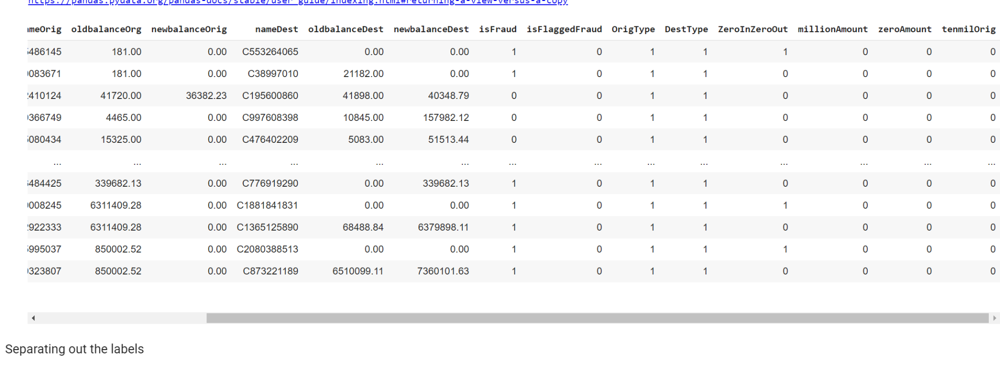 https://pandas.pydata.org/pandas-docs/stable/user_guide/indexing.html#returning-a-view-versus-a-copy
meOrig oldbalanceOrg newbalanceOrig nameDest oldbalanceDest newbalanceDest isFraud isFlaggedFraud OrigType DestType ZeroInZeroOut millionAmount zeroAmount tenmilOrig
486145 181.00 0.00 C553264065 0.00 0.00 1 0 1 1 1 0 0 0
083671 181.00 0.00 C38997010 21182.00 0.00 1 0 1 1 0 0 0 0
2410124 41720.00 36382.23 C195600860 41898.00 40348.79 0 0 1 1 0 0 0 0
366749 4465.00 0.00 C997608398 10845.00 157982.12 0 0 1 1 0 0 0 0
080434 15325.00 0.00 C476402209 5083.00 51513.44 0 0 1 1 0 0 0 0
... ... ... ... ... ... ... ... ... ... ... ... ... ...
484425 339682.13 0.00 C776919290 0.00 339682.13 1 0 1 1 0 0 0 0
008245 6311409.28 0.00 C1881841831 0.00 0.00 1 0 1 1 1 0 0 0
2922333 6311409.28 0.00 C1365125890 68488.84 6379898.11 1 0 1 1 0 0 0 0
995037 850002.52 0.00 C2080388513 0.00 0.00 1 0 1 1 1 0 0 0
323807 850002.52 0.00 C873221189 6510099.11 7360101.63 1 0 1 1 0 0 0 0
Separating out the labels